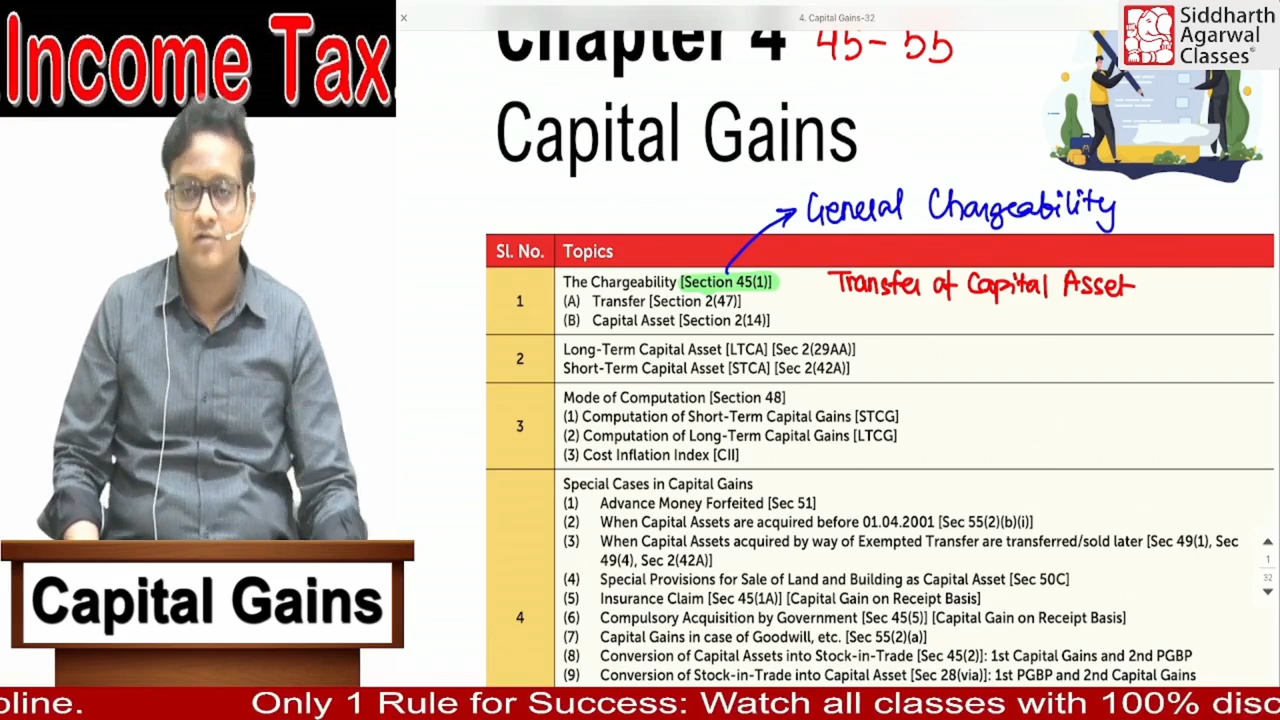 Income Tax
4. Capital Gains-32
Siddharth
Agarwal
Classes
Chapter 4 45-55
Capital Gains
General Chargeability
Sl. No. Topics
1
The Chargeability [Section 45(1)] Transfer of Capital Asset
(A) Transfer [Section 2(47)]
(B) Capital Asset [Section 2(14)]
2
Long-Term Capital Asset [LTCA] [Sec 2(29AA)]
Short-Term Capital Asset [STCA] [Sec 2(42A)]
3
Mode of Computation [Section 48]
(1) Computation of Short-Term Capital Gains [STCG]
(2) Computation of Long-Term Capital Gains [LTCG]
(3) Cost Inflation Index [CII]
4
Special Cases in Capital Gains
(1) Advance Money Forfeited [Sec 51]
(2) When Capital Assets are acquired before 01.04.2001 [Sec 55(2)(b)(i)]
(3) When Capital Assets acquired by way of Exempted Transfer are transferred/sold later [Sec 49(1), Sec
49(4), Sec 2(42A)]
(4) Special Provisions for Sale of Land and Building as Capital Asset [Sec 50C]
(5) Insurance Claim [Sec 45(1A)] [Capital Gain on Receipt Basis]
(6) Compulsory Acquisition by Government [Sec 45(5)] [Capital Gain on Receipt Basis]
(7) Capital Gains in case of Goodwill, etc. [Sec 55(2)(a)]
(8) Conversion of Capital Assets into Stock-in-Trade [Sec 45(2)]: 1st Capital Gains and 2nd PGBP
(9) Conversion of Stock-in-Trade into Capital Asset [Sec 28(via)]: 1st PGBP and 2nd Capital Gains
1
32
Capital Gains
pline. Only 1 Rule for Success: Watch all classes with 100% disc